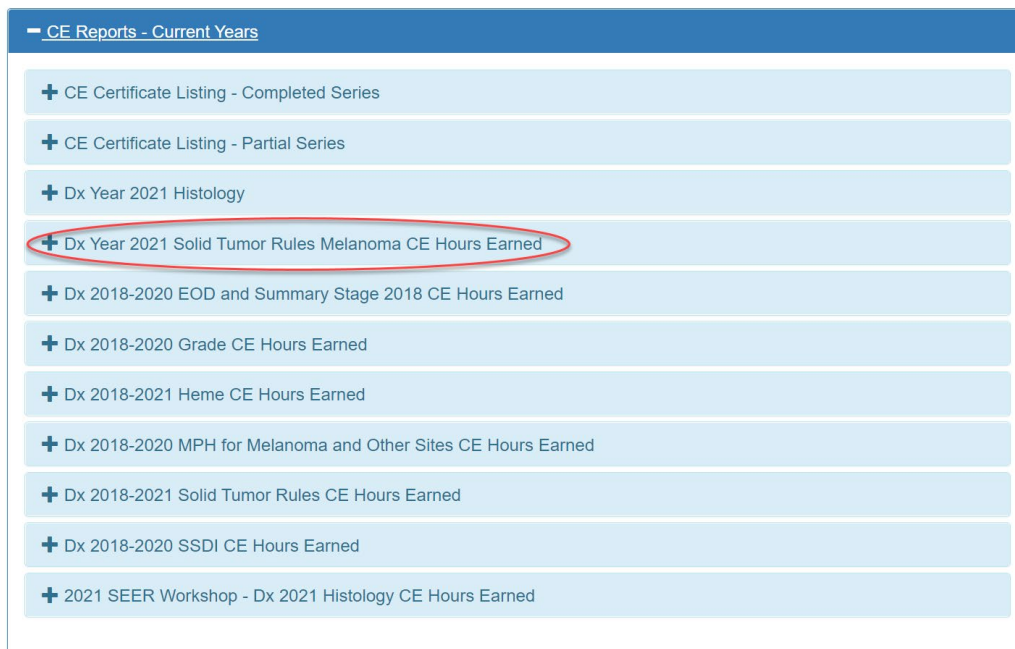 CE Reports - Current Years
CE Certificate Listing - Completed Series
CE Certificate Listing - Partial Series
Dx Year 2021 Histology
Dx Year 2021 Solid Tumor Rules Melanoma CE Hours Earned
Dx 2018-2020 EOD and Summary Stage 2018 CE Hours Earned
Dx 2018-2020 Grade CE Hours Earned
Dx 2018-2021 Heme CE Hours Earned
Dx 2018-2020 MPH for Melanoma and Other Sites CE Hours Earned
Dx 2018-2021 Solid Tumor Rules CE Hours Earned
Dx 2018-2020 SSDI CE Hours Earned
2021 SEER Workshop - Dx 2021 Histology CE Hours Earned